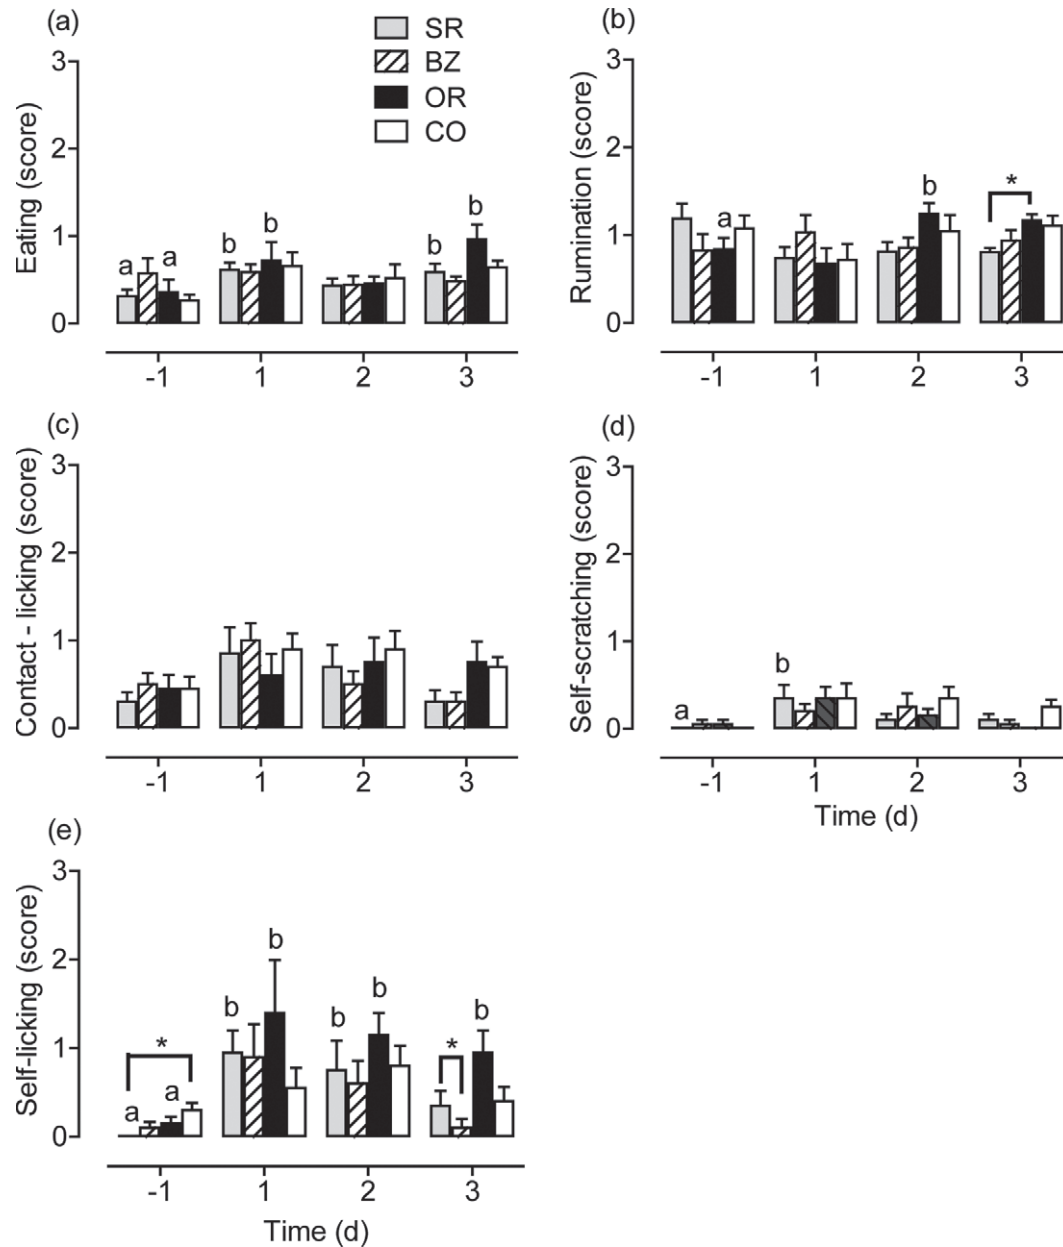 (a)
SR
BZ
OR
CO
Eating (score)
3
2
1
0
a
a
b
b
b
b
-1
1
2
3
(b)
Rumination (score)
3
2
1
0
a
b
*
-1
1
2
3
(c)
Contact - licking (score)
3
2
1
0
-1
1
2
3
(d)
Self-scratching (score)
3
2
1
0
a
b
-1
1
2
3
Time (d)
(e)
Self-licking (score)
3
2
1
0
a
*
a
b
b
b
b
*
b
-1
1
2
3
Time (d)